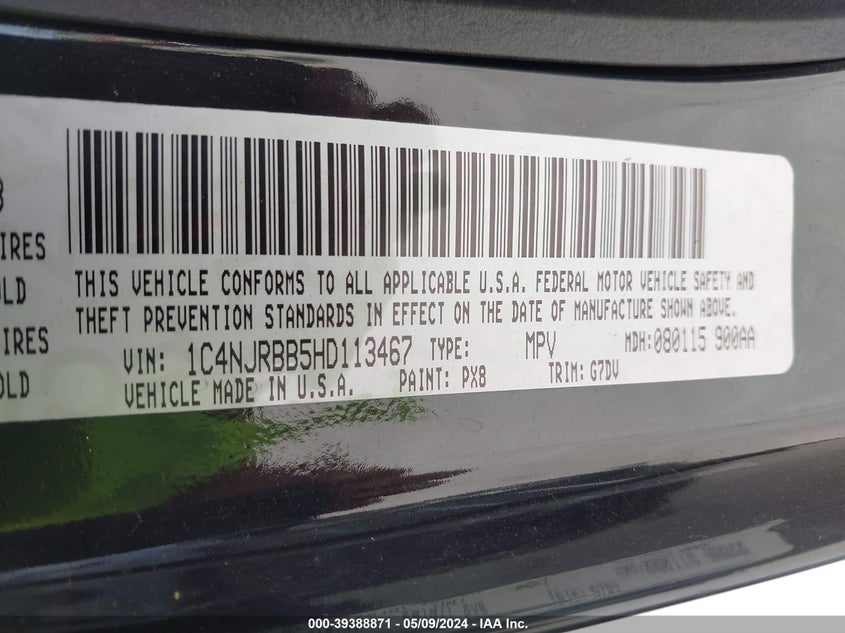 IRES
OLD
IRES
OLD
THIS VEHICLE CONFORMS TO ALL APPLICABLE U.S.A. FEDERAL MOTOR VEHICLE SAFETY AND
THEFT PREVENTION STANDARDS IN EFFECT ON THE DATE OF MANUFACTURE SHOWN ABOVE.
VIN: 1C4NJRBB5HD113467 TYPE: MPV MDH: 080115 900AA
VEHICLE MADE IN U.S.A. PAINT: PX8 TRIM: G7DV
000-39388871 - 05/09/2024 - IAA Inc.